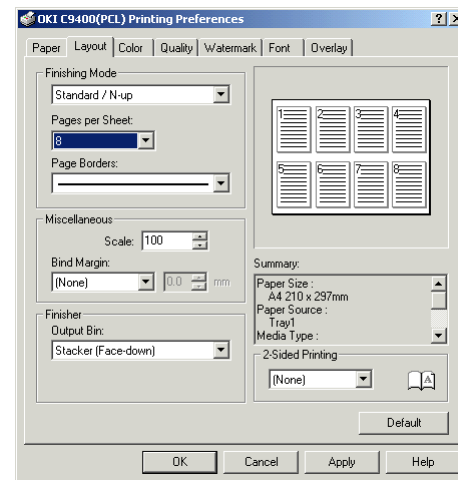 OKI C9400(PCL) Printing Preferences
Paper Layout Color Quality Watermark Font Overlay
Finishing Mode
Standard / N-up
Pages per Sheet:
8
Page Borders:
1 2 3 4
5 6 7 8
Miscellaneous
Scale: 100
Bind Margin:
(None) 0.0 mm
Finisher
Output Bin:
Stacker (Face-down)
Summary:
Paper Size :
A4 210 x 297mm
Paper Source :
Tray1
Media Type :
2-Sided Printing
(None) A
Default
OK Cancel Apply Help